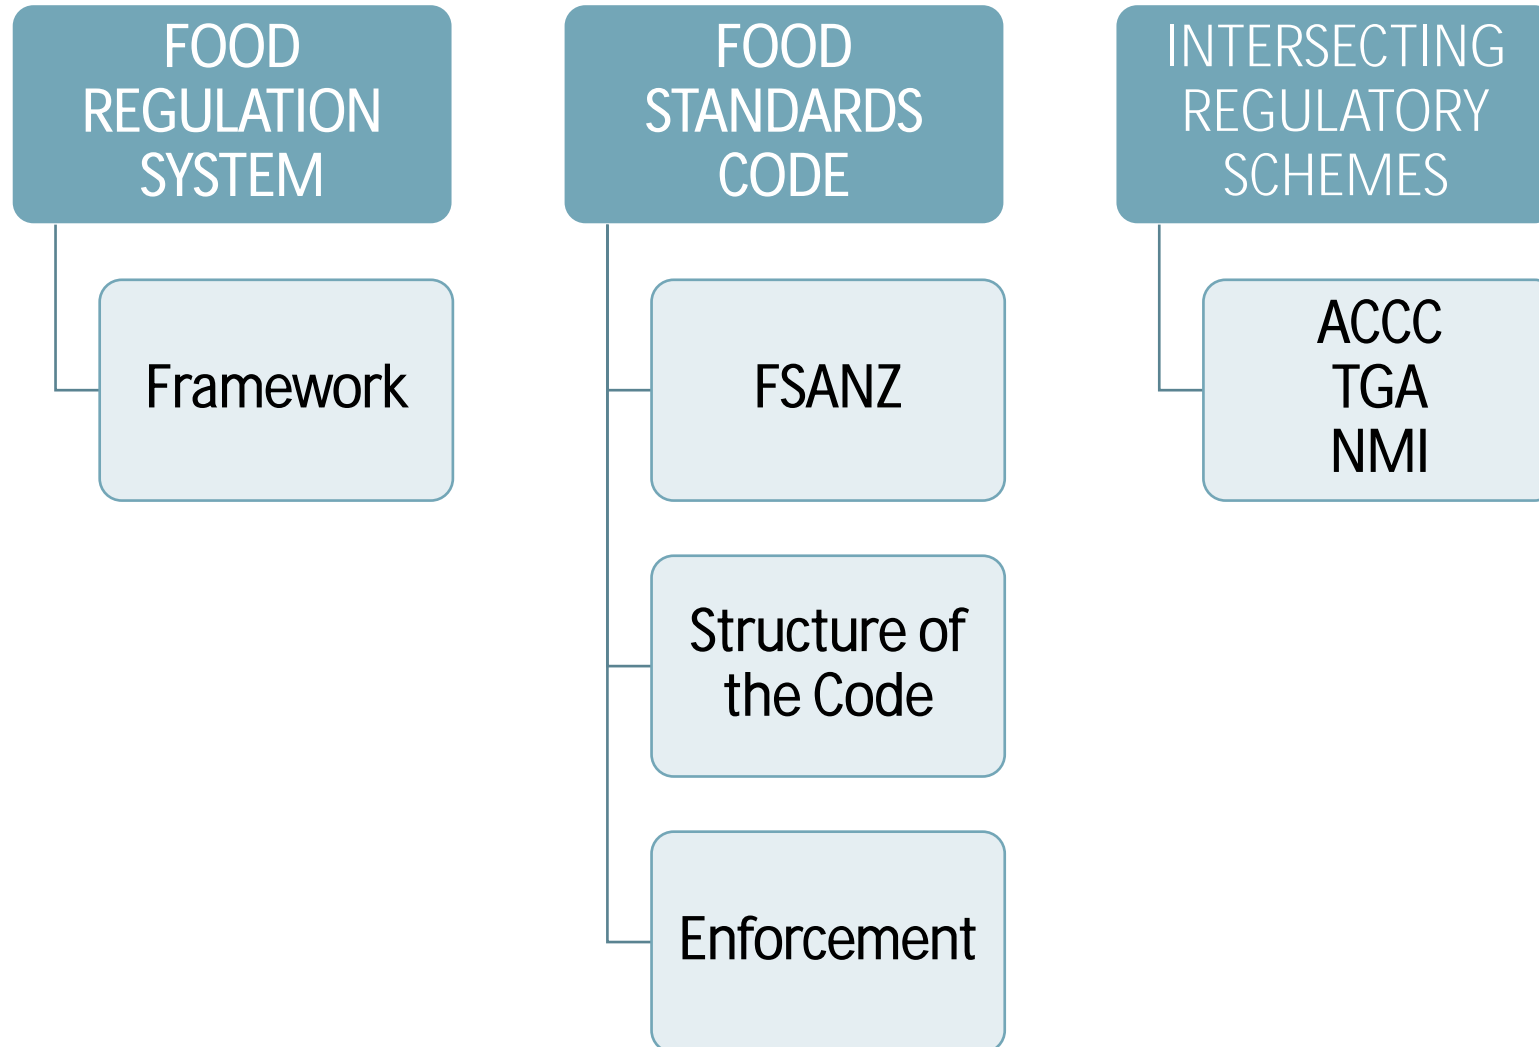 FOOD
REGULATION
SYSTEM
Framework
FOOD
STANDARDS
CODE
FSANZ
Structure of
the Code
Enforcement
INTERSECTING
REGULATORY
SCHEMES
ACCC
TGA
NMI